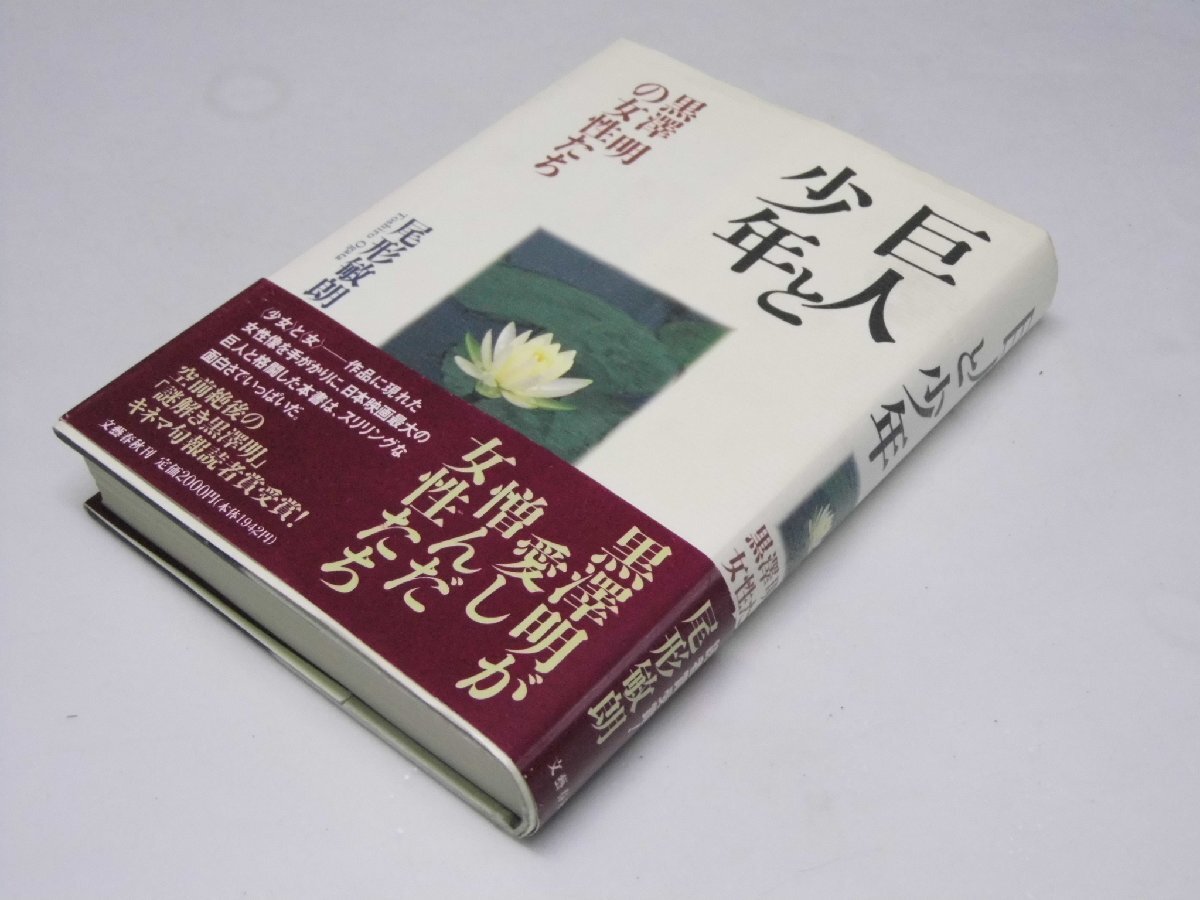 巨人
少年と
黒澤明
の女性たち
尾形敏朗
Toshiro Ogata
黒澤明が
愛し
憎んだ
女性たち
〈少女〉と〈女〉——作品に現れた
女性像を手がかりに、日本映画最大の
巨人と格闘した本書は、スリリングな
面白さでいっぱいだ。
空前絶後の
「謎解き黒澤明」
キネマ旬報読者賞受賞!
文藝春秋刊 定価2000円(本体1942円)
と少年
黒澤
女性た
尾形敏朗
文藝春